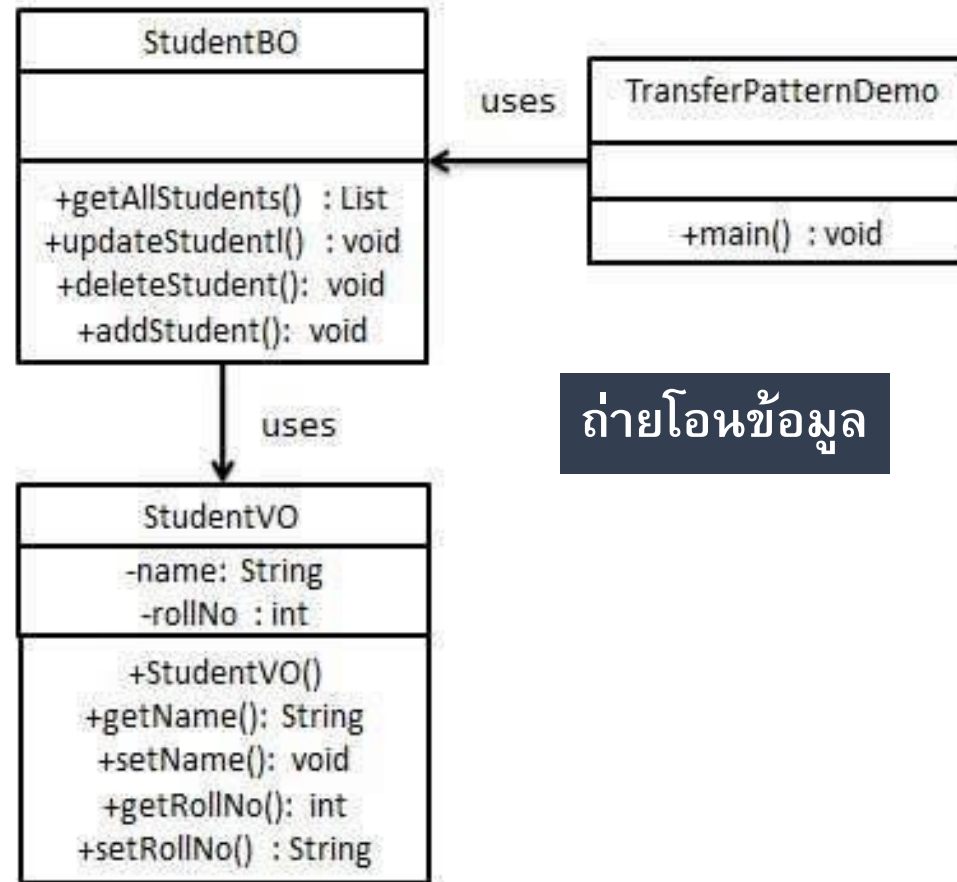 StudentBO
+getAllStudents() : List
+updateStudentl() : void
+deleteStudent(): void
+addStudent(): void
uses
TransferPatternDemo
+main() : void
uses
ถ่ายโอนข้อมูล
StudentVO
-name: String
-rollNo : int
+StudentVO()
+getName(): String
+setName(): void
+getRollNo(): int
+setRollNo() : String